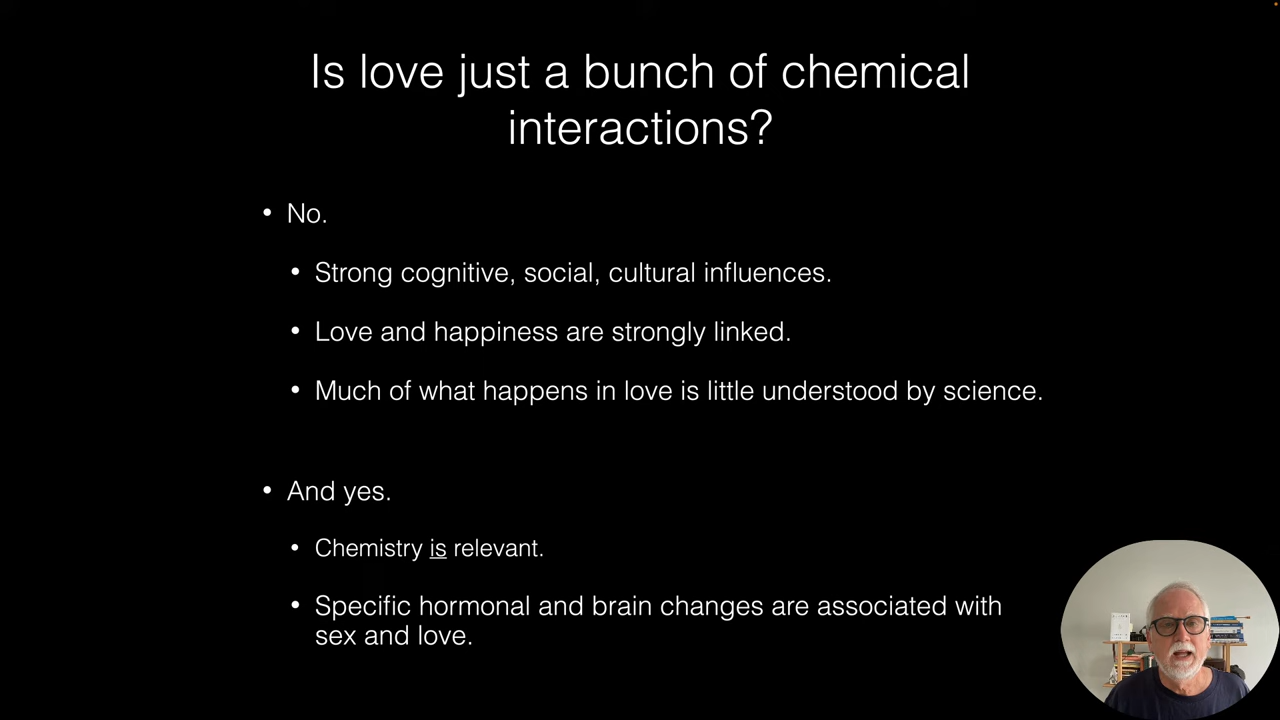 Is love just a bunch of chemical
interactions?
• No.
• Strong cognitive, social, cultural influences.
• Love and happiness are strongly linked.
• Much of what happens in love is little understood by science.
• And yes.
• Chemistry is relevant.
• Specific hormonal and brain changes are associated with
sex and love.